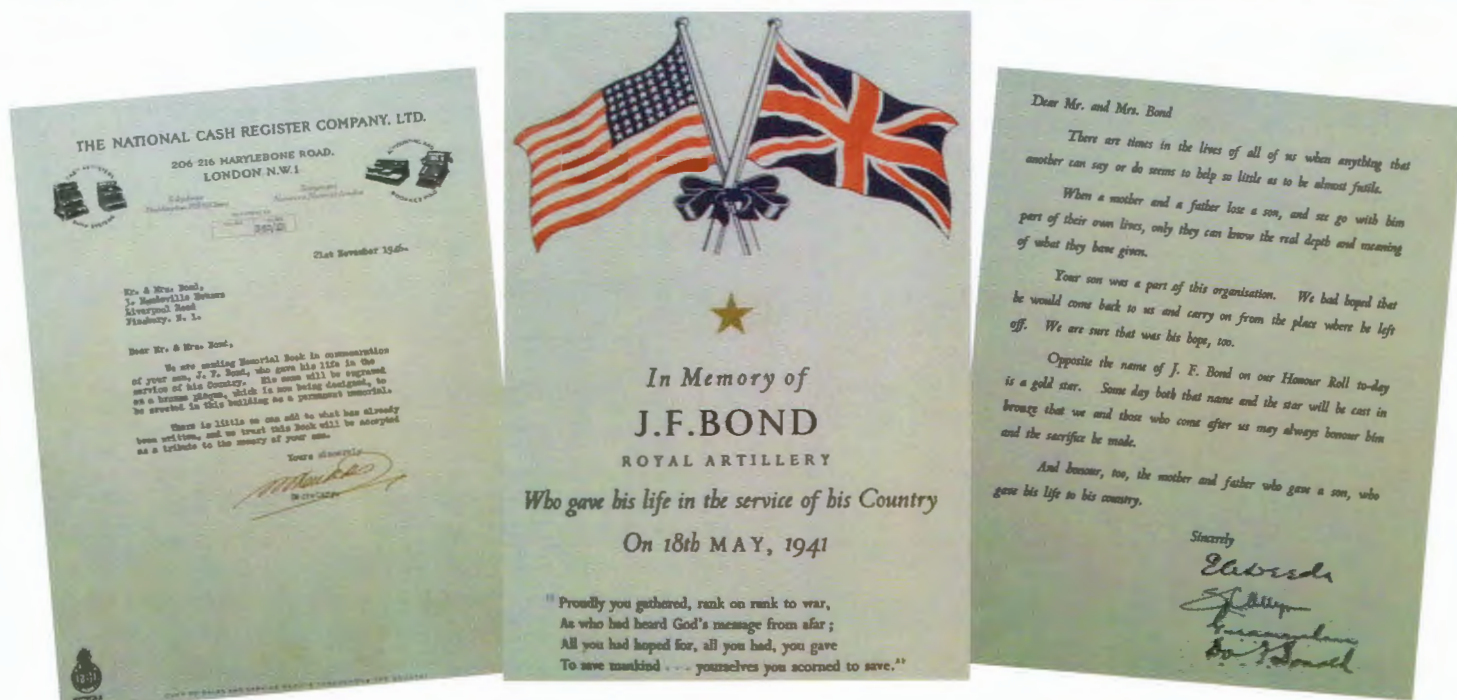 THE NATIONAL CASH REGISTER COMPANY, LTD.
206 216 MARYLEBONE ROAD,
LONDON N.W.1
21st November 1946.
Mr. & Mrs. Bond,
Liverpool Road
Finsbury. N. 1.
Dear Mr. & Mrs. Bond,
We are sending Memorial Book in commemoration
of your son, J. F. Bond, who gave his life in the
service of his Country. His name will be engraved
on a bronze plaque, which is now being designed, to
be erected in this building as a permanent memorial.
There is little we can add to what has already
been written, and we trust this Book will be accepted
as a tribute to the memory of your son.
Yours sincerely
Secretary.
In Memory of
J.F.BOND
ROYAL ARTILLERY
Who gave his life in the service of his Country
On 18th MAY, 1941
"Proudly you gathered, rank on rank to war,
As who had heard God's message from afar;
All you had hoped for, all you had, you gave
To save mankind . . . yourselves you scorned to save."
Dear Mr. and Mrs. Bond
There are times in the lives of all of us when anything that
another can say or do seems to help so little as to be almost futile.
When a mother and a father lose a son, and see go with him
part of their own lives, only they can know the real depth and meaning
of what they have given.
Your son was a part of this organisation. We had hoped that
he would come back to us and carry on from the place where he left
off. We are sure that was his hope, too.
Opposite the name of J. F. Bond on our Honour Roll to-day
is a gold star. Some day both that name and the star will be cast in
bronze that we and those who come after us may always honour him
and the sacrifice he made.
And honour, too, the mother and father who gave a son, who
gave his life to his country.
Sincerely